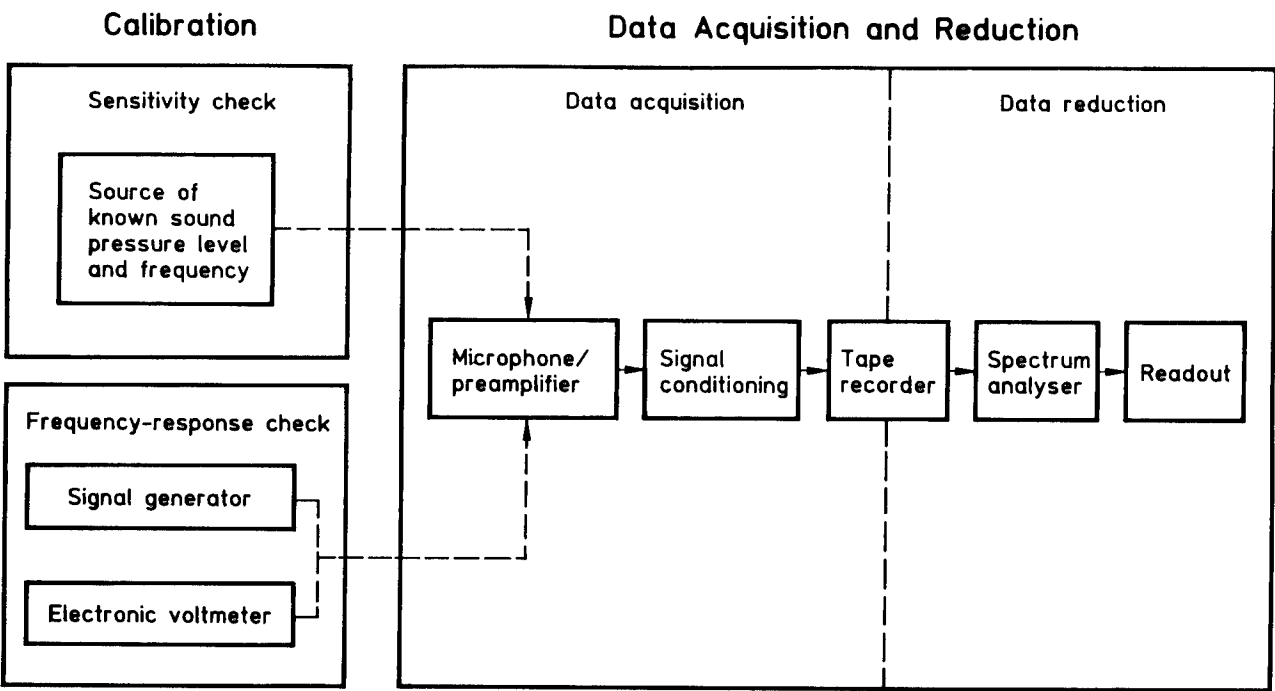 Calibration
Data Acquisition and Reduction
Sensitivity check
Source of
known sound
pressure level
and frequency
Frequency-response check
Signal generator
Electronic voltmeter
Data acquisition
Data reduction
Microphone/
preamplifier
Signal
conditioning
Tape
recorder
Spectrum
analyser
Readout